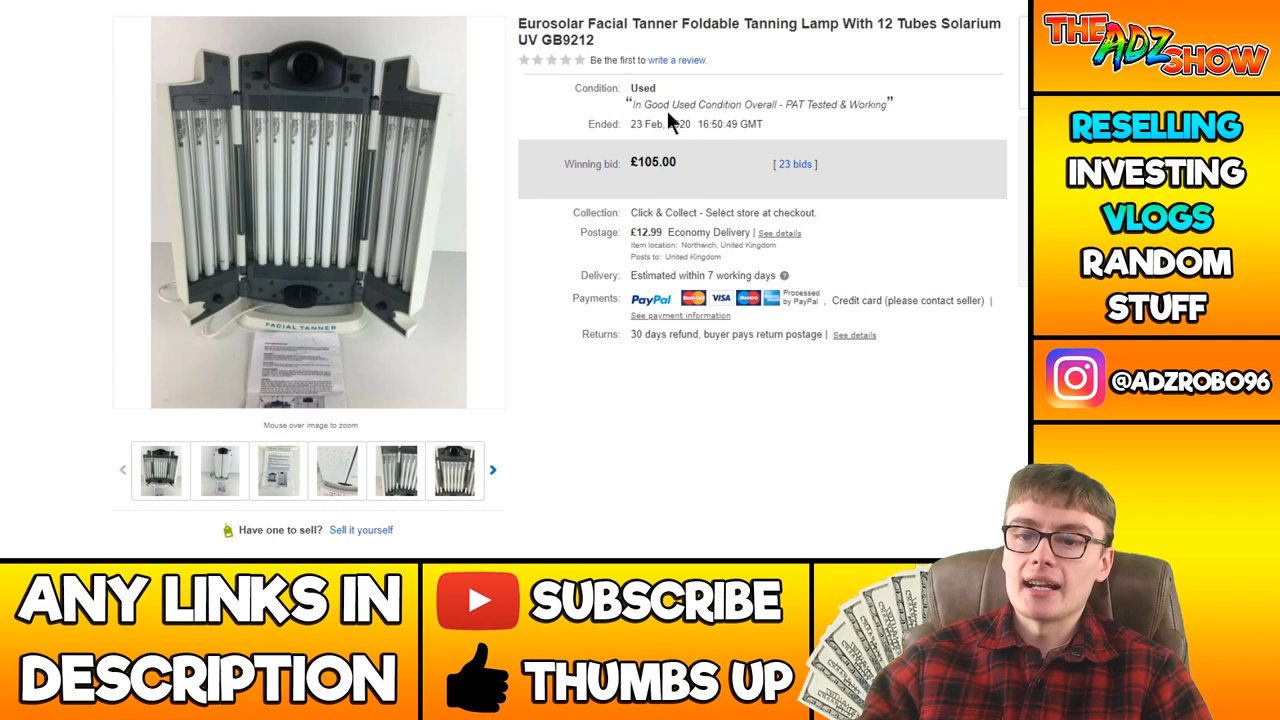 Eurosolar Facial Tanner Foldable Tanning Lamp With 12 Tubes Solarium
UV GB9212
Be the first to write a review.
Condition: Used
“In Good Used Condition Overall - PAT Tested & Working”
Ended: 23 Feb, 2020 16:50:49 GMT
Winning bid: £105.00 [ 23 bids ]
Collection: Click & Collect - Select store at checkout.
Postage: £12.99 Economy Delivery | See details
Item location: Northwich, United Kingdom
Posts to: United Kingdom
Delivery: Estimated within 7 working days
Payments: PayPal MasterCard VISA Maestro Processed by PayPal , Credit card (please contact seller) |
See payment information
Returns: 30 days refund, buyer pays return postage | See details
FACIAL TANNER
Mouse over image to zoom
Have one to sell? Sell it yourself
THE ADZ SHOW
RESELLING
INVESTING
VLOGS
RANDOM
STUFF
@ADZROBO96
ANY LINKS IN
DESCRIPTION
SUBSCRIBE
THUMBS UP